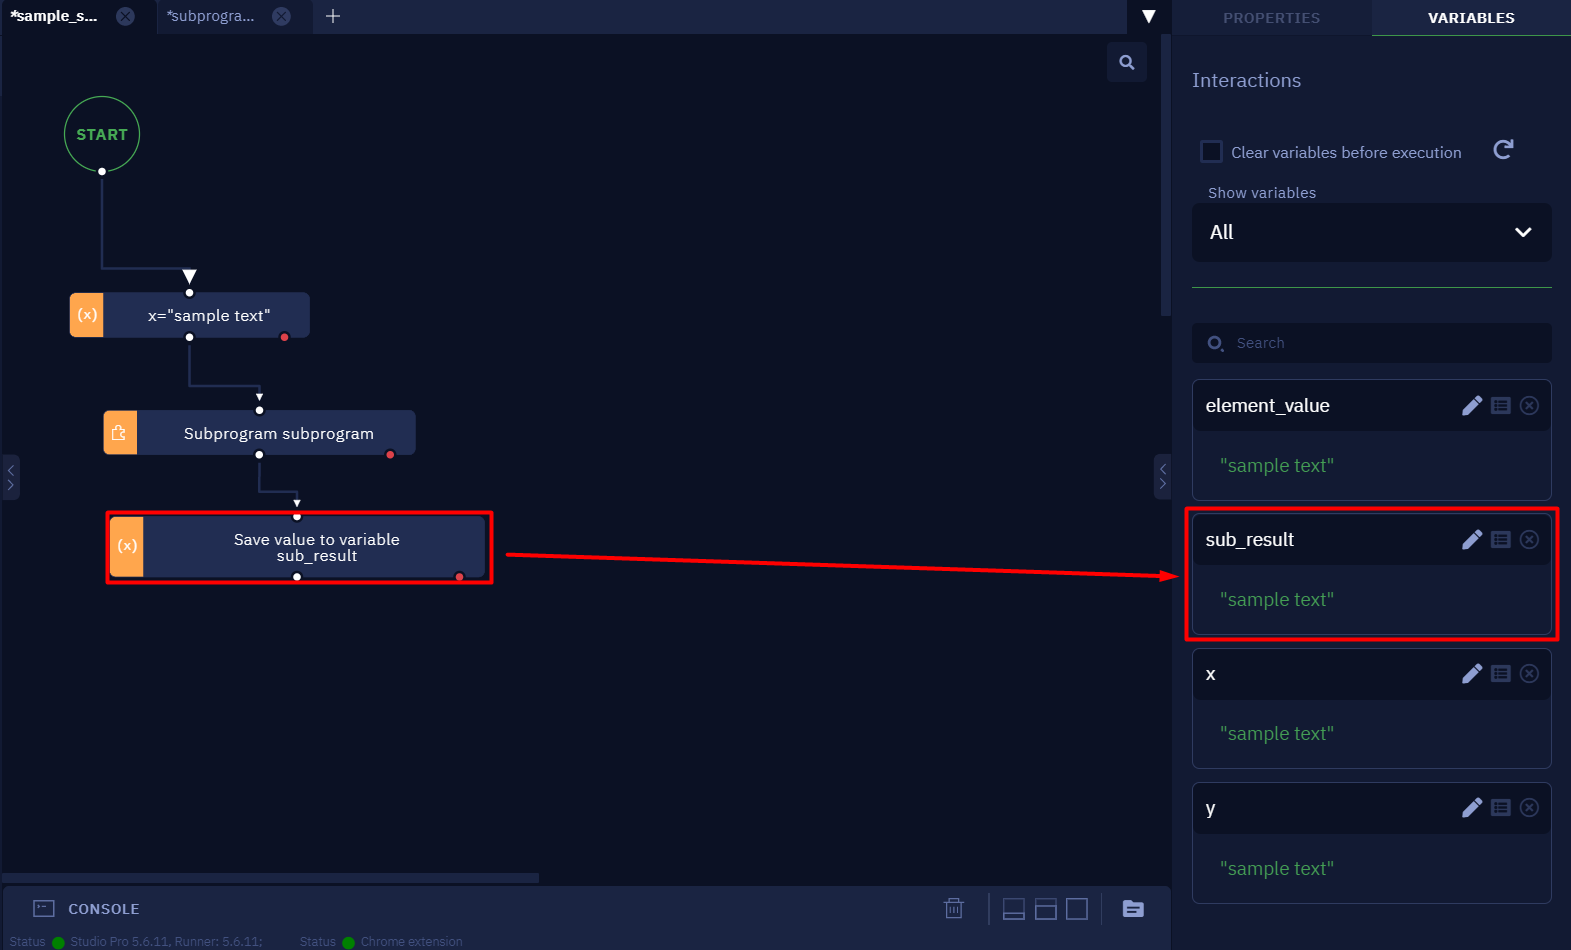 *sample_s...
*subprogra...
PROPERTIES
VARIABLES
Interactions
Clear variables before execution
Show variables
All
Search
START
(x)
x="sample text"
Subprogram subprogram
(x)
Save value to variable
sub_result
element_value
"sample text"
sub_result
"sample text"
x
"sample text"
y
"sample text"
CONSOLE
Status Studio Pro 5.6.11, Runner: 5.6.11; Status Chrome extension